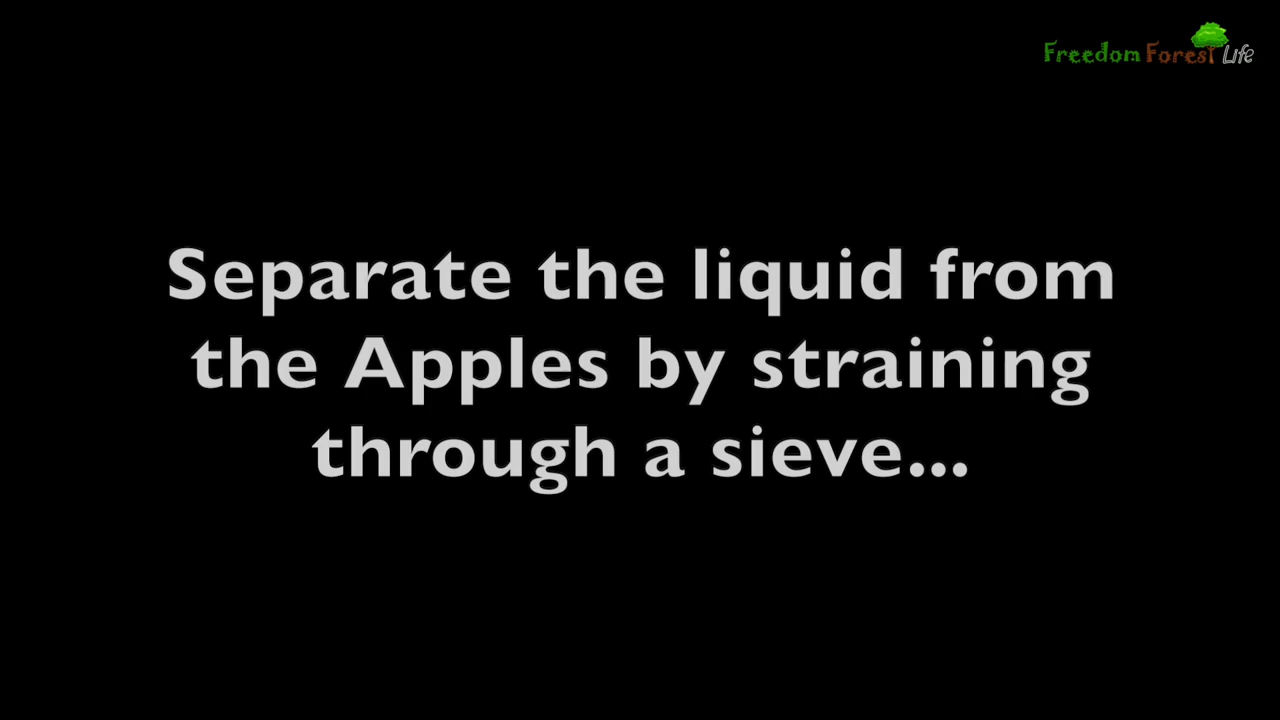 Freedom Forest Life
Separate the liquid from
the Apples by straining
through a sieve...